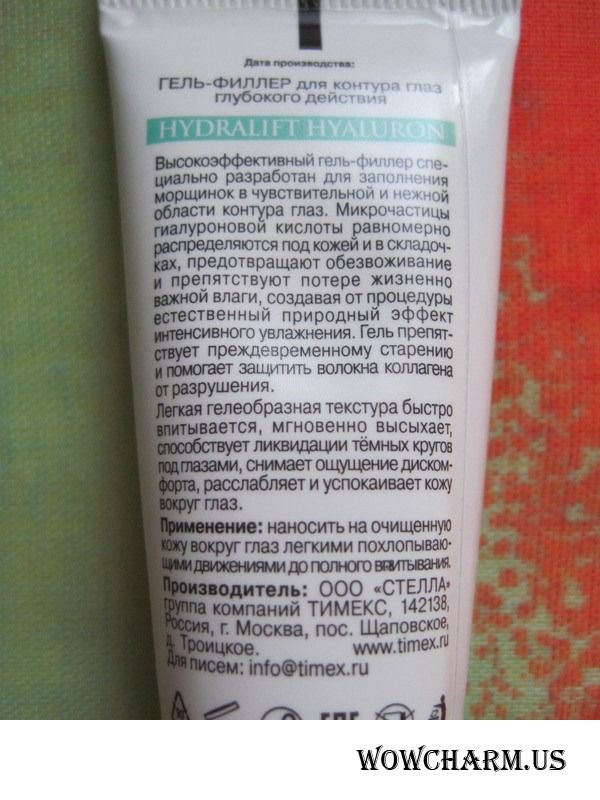 Дата производства:
ГЕЛЬ-ФИЛЛЕР для контура глаз
глубокого действия
HYDRALIFT HYALURON
Высокоэффективный гель-филлер спе-
циально разработан для заполнения
морщинок в чувствительной и нежной
области контура глаз. Микрочастицы
гиалуроновой кислоты равномерно
распределяются под кожей и в складоч-
ках, предотвращают обезвоживание
и препятствуют потере жизненно
важной влаги, создавая от процедуры
естественный природный эффект
интенсивного увлажнения. Гель препят-
ствует преждевременному старению
и помогает защитить волокна коллагена
от разрушения.
Легкая гелеобразная текстура быстро
впитывается, мгновенно высыхает,
способствует ликвидации тёмных кругов
под глазами, снимает ощущение диском-
форта, расслабляет и успокаивает кожу
вокруг глаз.
Применение: наносить на очищенную
кожу вокруг глаз легкими похлопываю-
щими движениями до полного впитывания.
Производитель: ООО «СТЕЛЛА»
группа компаний ТИМЕКС, 142138,
Россия, г. Москва, пос. Щаповское,
д. Троицкое. www.timex.ru
Для писем: info@timex.ru
WOWCHARM.US